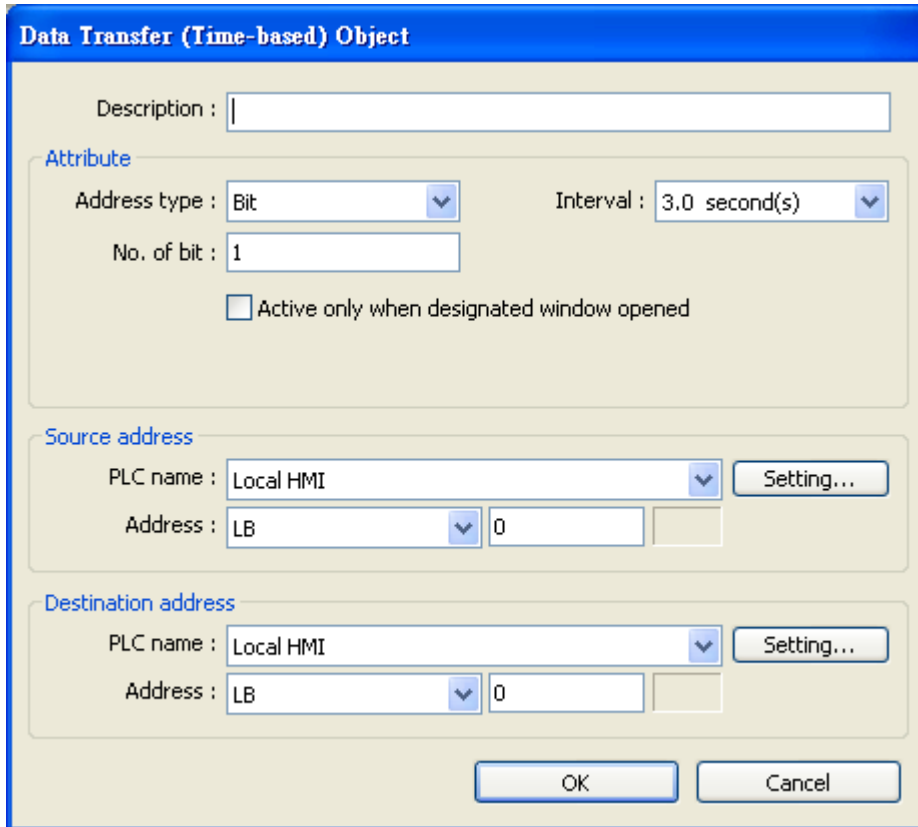 Data Transfer (Time-based) Object
Description :
Attribute
Address type : Bit Interval : 3.0 second(s)
No. of bit : 1
Active only when designated window opened
Source address
PLC name : Local HMI Setting...
Address : LB 0
Destination address
PLC name : Local HMI Setting...
Address : LB 0
OK Cancel